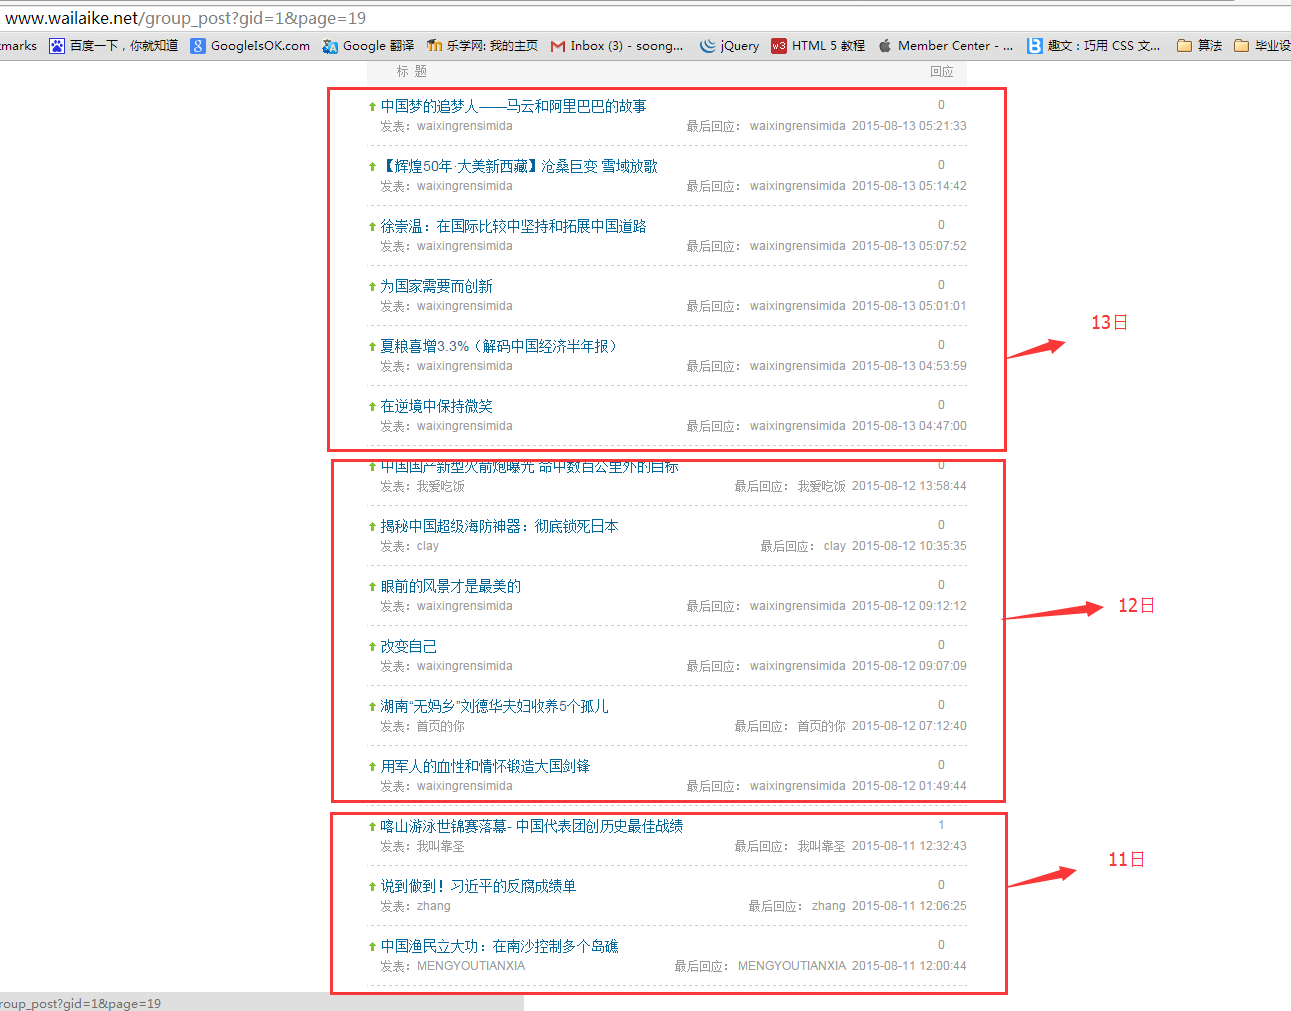 www.wailaike.net/group_post?gid=1&page=19
kmarks 百度一下，你就知道 GoogleIsOK.com Google 翻译 乐学网: 我的主页 Inbox (3) - soong... jQuery HTML 5 教程 Member Center - ... 趣文：巧用 CSS 文... 算法 毕业设
标 题 回应
中国梦的追梦人——马云和阿里巴巴的故事 0
发表：waixingrensimida 最后回应： waixingrensimida 2015-08-13 05:21:33
【辉煌50年·大美新西藏】沧桑巨变 雪域放歌 0
发表：waixingrensimida 最后回应： waixingrensimida 2015-08-13 05:14:42
徐崇温：在国际比较中坚持和拓展中国道路 0
发表：waixingrensimida 最后回应： waixingrensimida 2015-08-13 05:07:52
为国家需要而创新 0
发表：waixingrensimida 最后回应： waixingrensimida 2015-08-13 05:01:01
13日
夏粮喜增3.3%（解码中国经济半年报） 0
发表：waixingrensimida 最后回应： waixingrensimida 2015-08-13 04:53:59
在逆境中保持微笑 0
发表：waixingrensimida 最后回应： waixingrensimida 2015-08-13 04:47:00
中国国产新型火箭炮曝光 命中数百公里外的目标 0
发表：我爱吃饭 最后回应： 我爱吃饭 2015-08-12 13:58:44
揭秘中国超级海防神器：彻底锁死日本 0
发表：clay 最后回应： clay 2015-08-12 10:35:35
眼前的风景才是最美的 0
发表：waixingrensimida 最后回应： waixingrensimida 2015-08-12 09:12:12
12日
改变自己 0
发表：waixingrensimida 最后回应： waixingrensimida 2015-08-12 09:07:09
湖南“无妈乡”刘德华夫妇收养5个孤儿 0
发表：首页的你 最后回应： 首页的你 2015-08-12 07:12:40
用军人的血性和情怀锻造大国剑锋 0
发表：waixingrensimida 最后回应： waixingrensimida 2015-08-12 01:49:44
喀山游泳世锦赛落幕- 中国代表团创历史最佳战绩 1
发表：我叫靠圣 最后回应： 我叫靠圣 2015-08-11 12:32:43
11日
说到做到！习近平的反腐成绩单 0
发表：zhang 最后回应： zhang 2015-08-11 12:06:25
中国渔民立大功：在南沙控制多个岛礁 0
发表：MENGYOUTIANXIA 最后回应： MENGYOUTIANXIA 2015-08-11 12:00:44
roup_post?gid=1&page=19